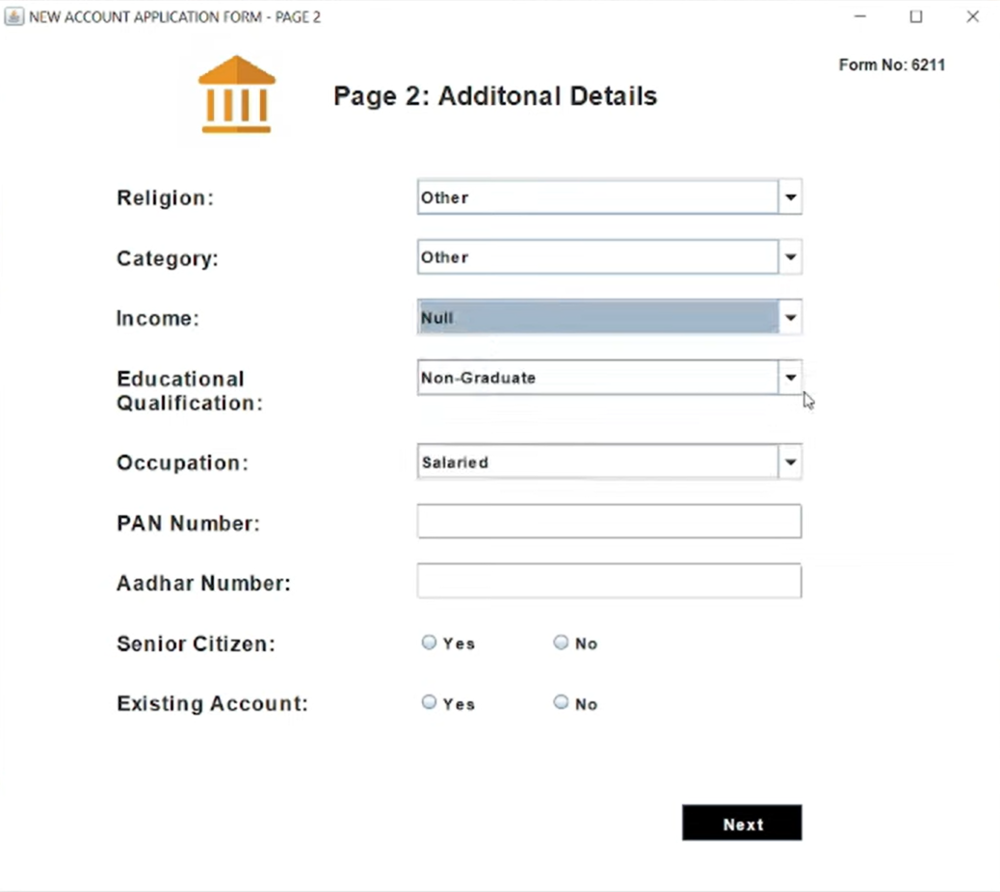 NEW ACCOUNT APPLICATION FORM - PAGE 2
Form No: 6211
Page 2: Additonal Details
Religion: Other
Category: Other
Income: Null
Educational Non-Graduate
Qualification:
Occupation: Salaried
PAN Number:
Aadhar Number:
Senior Citizen: Yes No
Existing Account: Yes No
Next